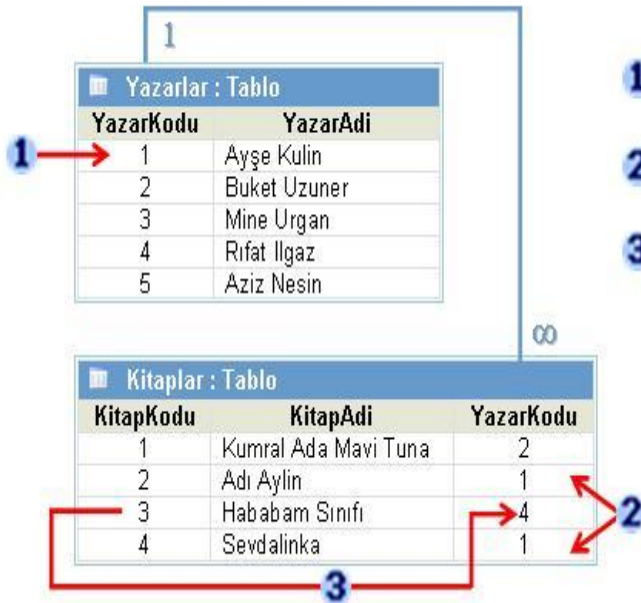 1
Yazarlar : Tablo
YazarKodu YazarAdi
1 Ayşe Kulin
2 Buket Uzuner
3 Mine Urgan
4 Rıfat Ilgaz
5 Aziz Nesin
1
1
2
3
∞
Kitaplar : Tablo
KitapKodu KitapAdi YazarKodu
1 Kumral Ada Mavi Tuna 2
2 Adı Aylin 1
3 Hababam Sınıfı 4
4 Sevdalinka 1
2
3